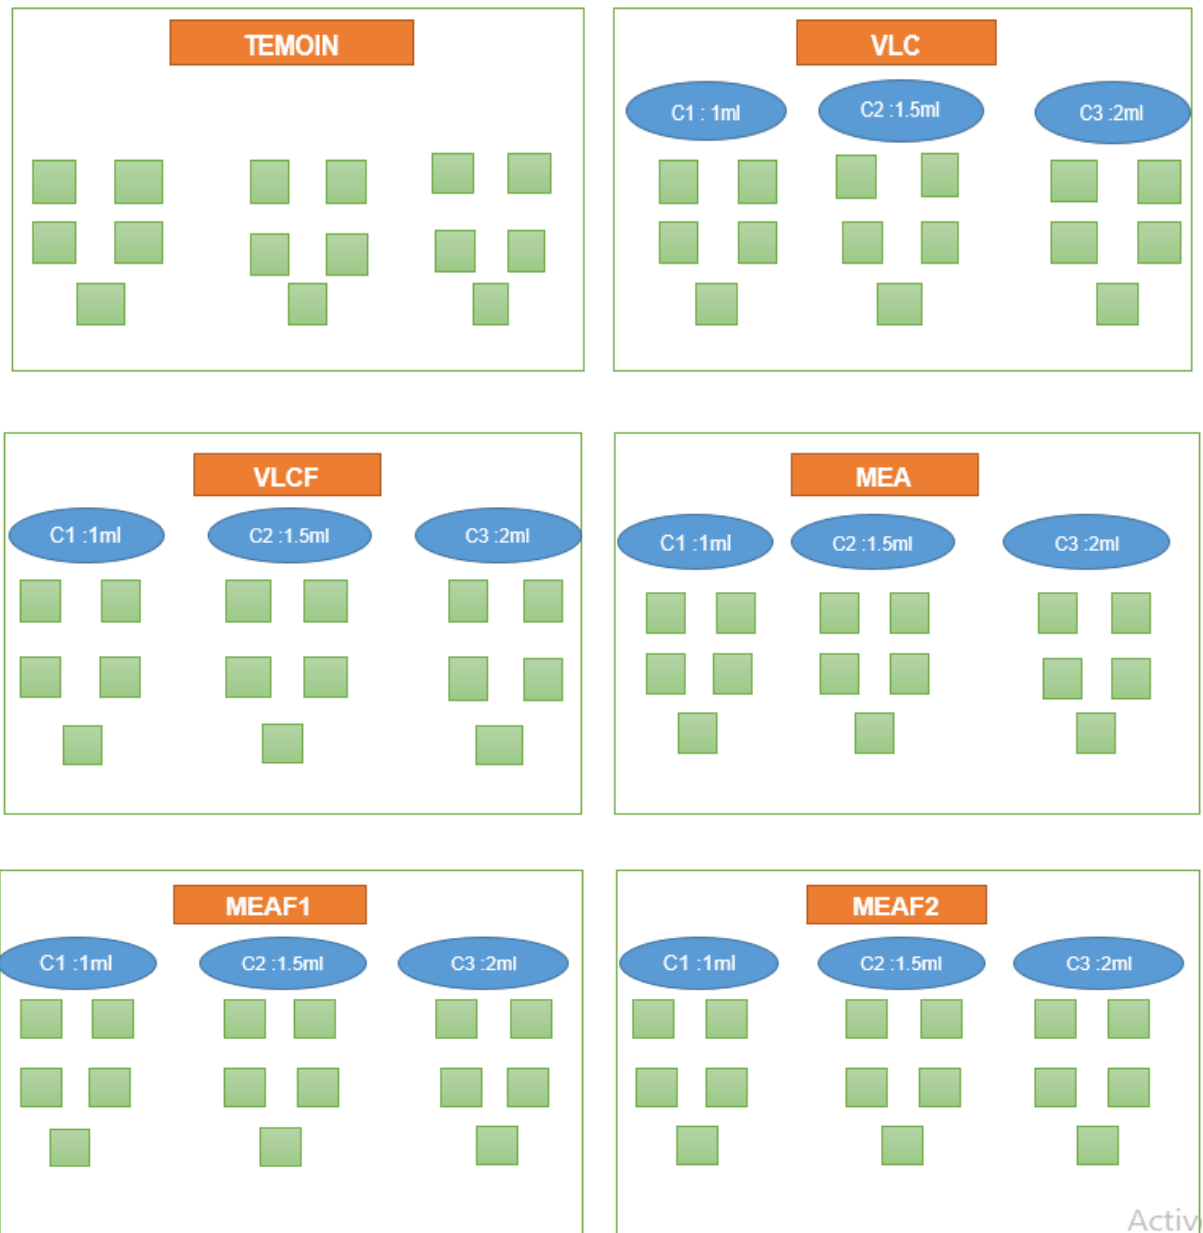 TEMOIN
VLC
C1 : 1ml
C2 :1.5ml
C3 :2ml
VLCF
C1 :1ml
C2 :1.5ml
C3 :2ml
MEA
C1 :1ml
C2 :1.5ml
C3 :2ml
MEAF1
C1 :1ml
C2 :1.5ml
C3 :2ml
MEAF2
C1 :1ml
C2 :1.5ml
C3 :2ml
Activ